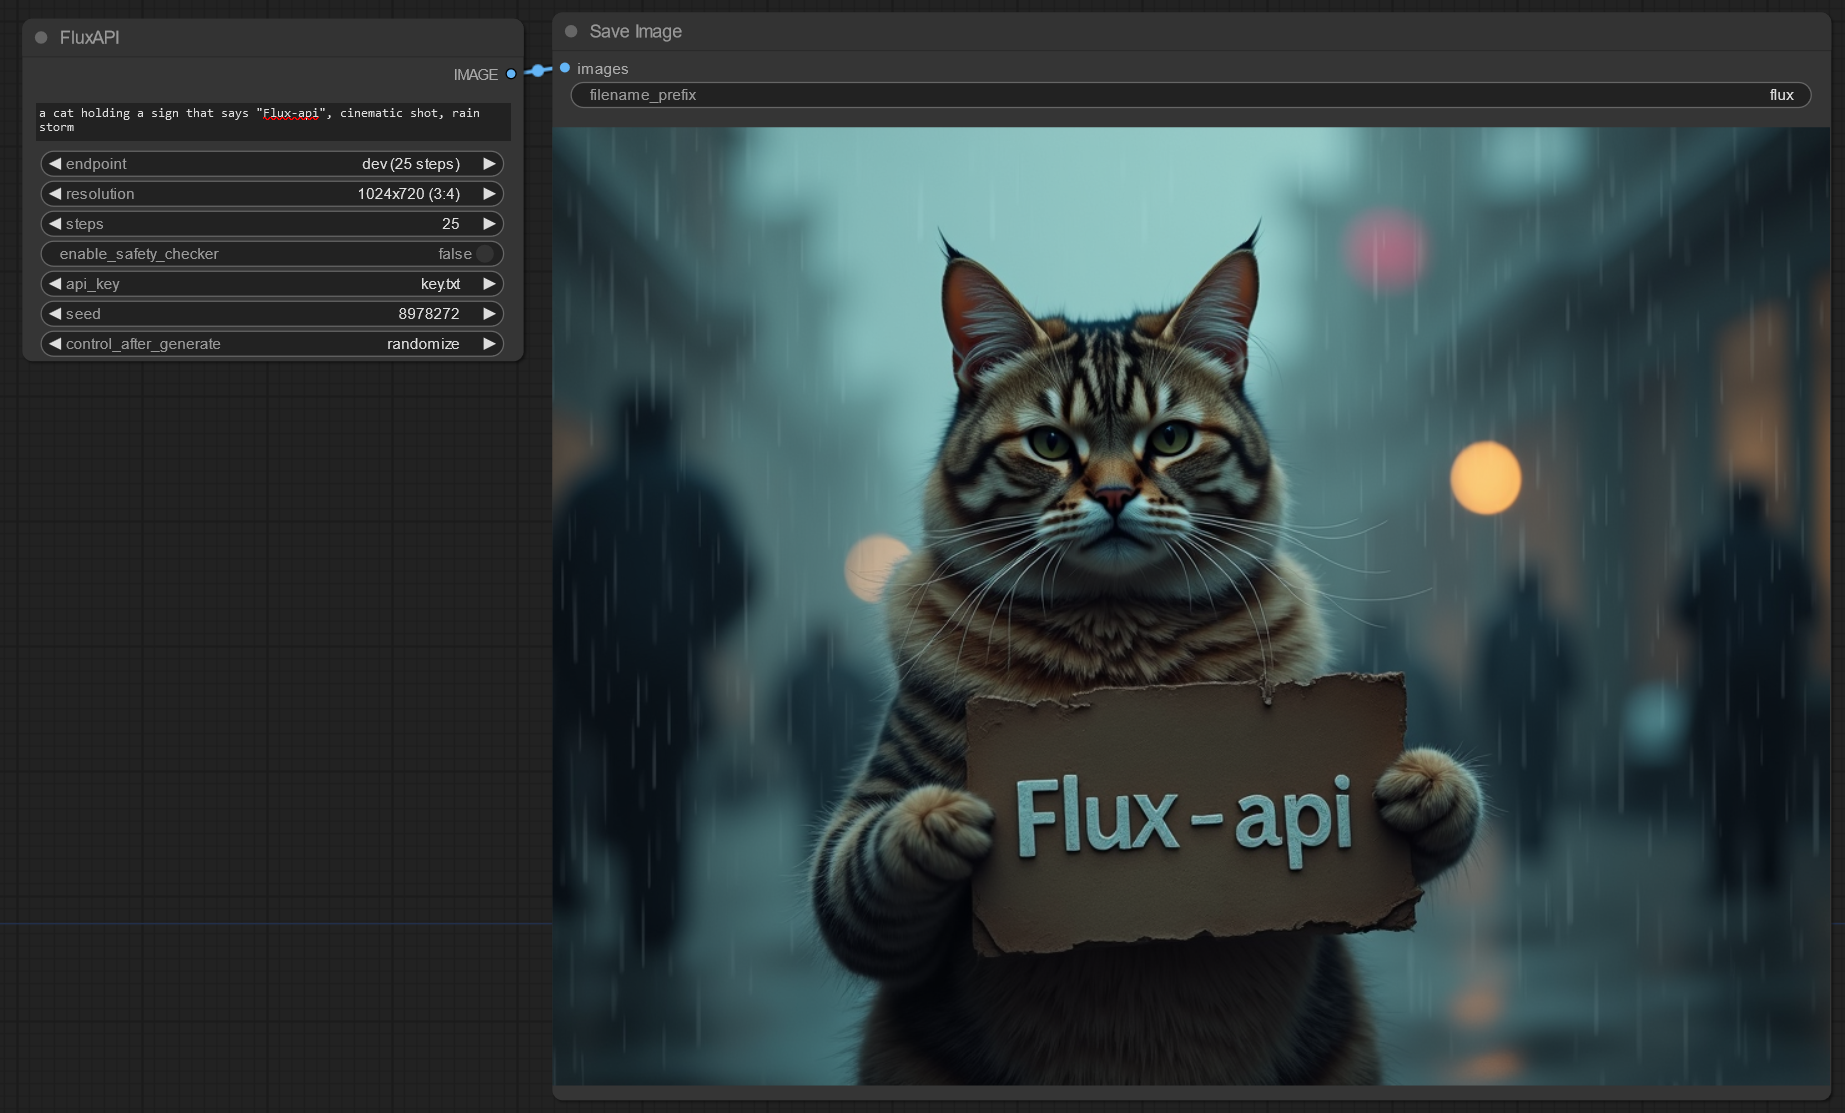 FluxAPI
IMAGE
a cat holding a sign that says "Flux-api", cinematic shot, rain
storm
endpoint dev (25 steps)
resolution 1024x720 (3:4)
steps 25
enable_safety_checker false
api_key key.txt
seed 8978272
control_after_generate randomize
Save Image
images
filename_prefix flux
Flux-api